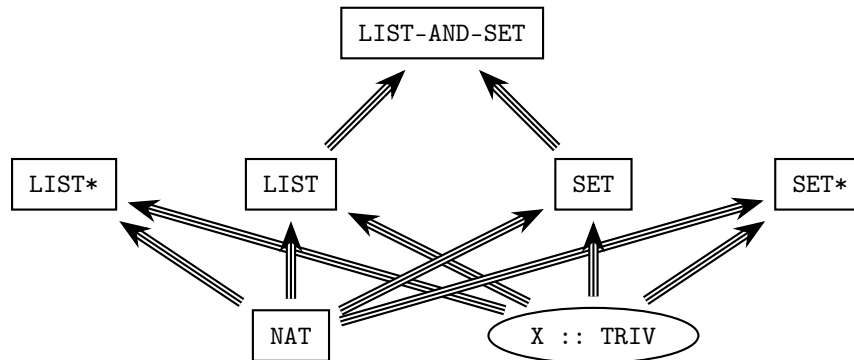 LIST-AND-SET
LIST* LIST SET SET*
NAT X :: TRIV